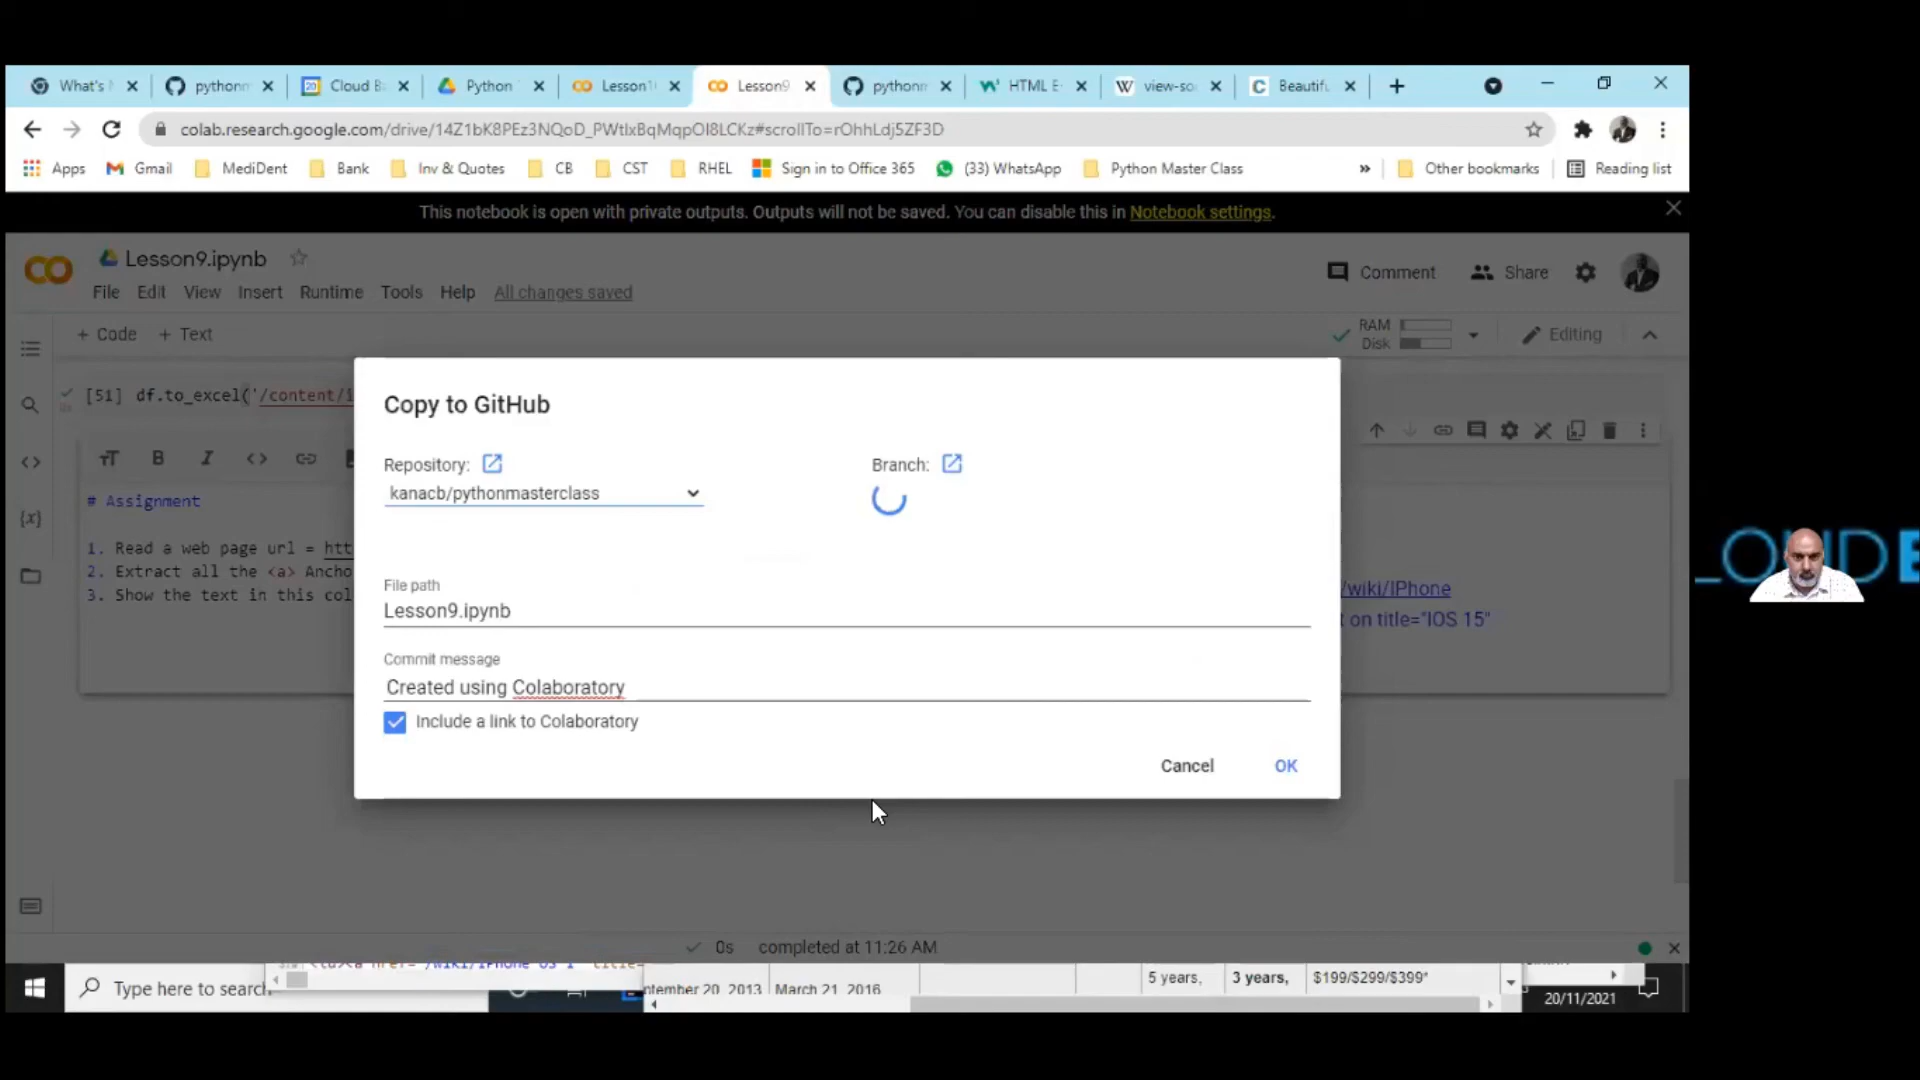 What's
pythonm
Cloud B
Python
Lesson1
Lesson9
pythonm
HTML E
view-so
Beautifu
colab.research.google.com/drive/14Z1bK8PEz3NQoD_PWtlxBqMqpOI8LCKz#scrollTo=rOhhLdj5ZF3D
Apps
Gmail
MediDent
Bank
Inv & Quotes
CB
CST
RHEL
Sign in to Office 365
(33) WhatsApp
Python Master Class
»
Other bookmarks
Reading list
This notebook is open with private outputs. Outputs will not be saved. You can disable this in Notebook settings.
Lesson9.ipynb
Comment
Share
File Edit View Insert Runtime Tools Help All changes saved
+ Code + Text
RAM
Disk
Editing
[51] df.to_excel('/content/i
Copy to GitHub
Repository:
Branch:
kanacb/pythonmasterclass
# Assignment
1. Read a web page url = htt
2. Extract all the <a> Ancho
3. Show the text in this col
/wiki/IPhone
t on title="IOS 15"
File path
Lesson9.ipynb
Commit message
Created using Colaboratory
Include a link to Colaboratory
Cancel
OK
0s completed at 11:26 AM
Type here to search
March 21, 2016
5 years,
3 years,
$199/$299/$399*
20/11/2021